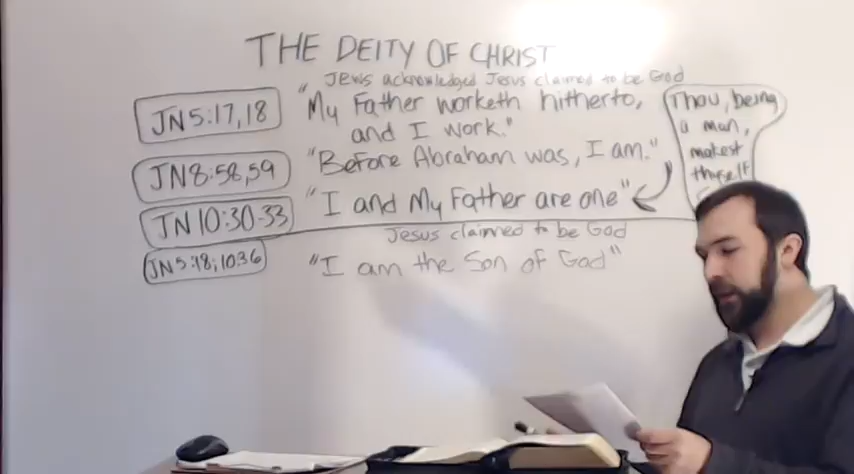 THE DEITY OF CHRIST
Jews acknowledged Jesus claimed to be God
JN 5:17,18
"My Father worketh hitherto,
and I work."
JN 8:58,59
"Before Abraham was, I am."
JN 10:30-33
"I and My Father are one"
Thou, being
a man,
makest
thyself
Jesus claimed to be God
JN 5:18; 10:36
"I am the Son of God"